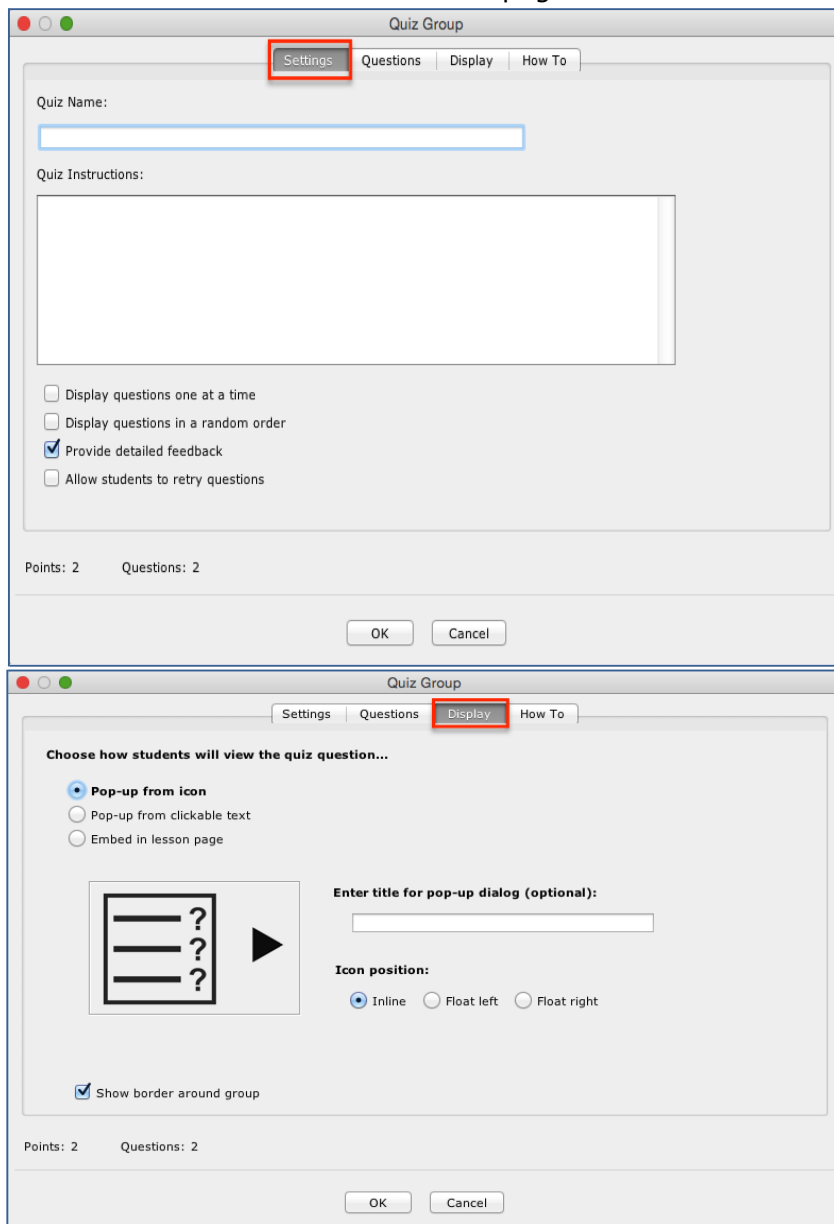 Quiz Group
Settings Questions Display How To
Quiz Name:
Quiz Instructions:
Display questions one at a time
Display questions in a random order
Provide detailed feedback
Allow students to retry questions
Points: 2 Questions: 2
OK Cancel
Quiz Group
Settings Questions Display How To
Choose how students will view the quiz question...
Pop-up from icon
Pop-up from clickable text
Embed in lesson page
Enter title for pop-up dialog (optional):
?
?
?
Icon position:
Inline Float left Float right
Show border around group
Points: 2 Questions: 2
OK Cancel